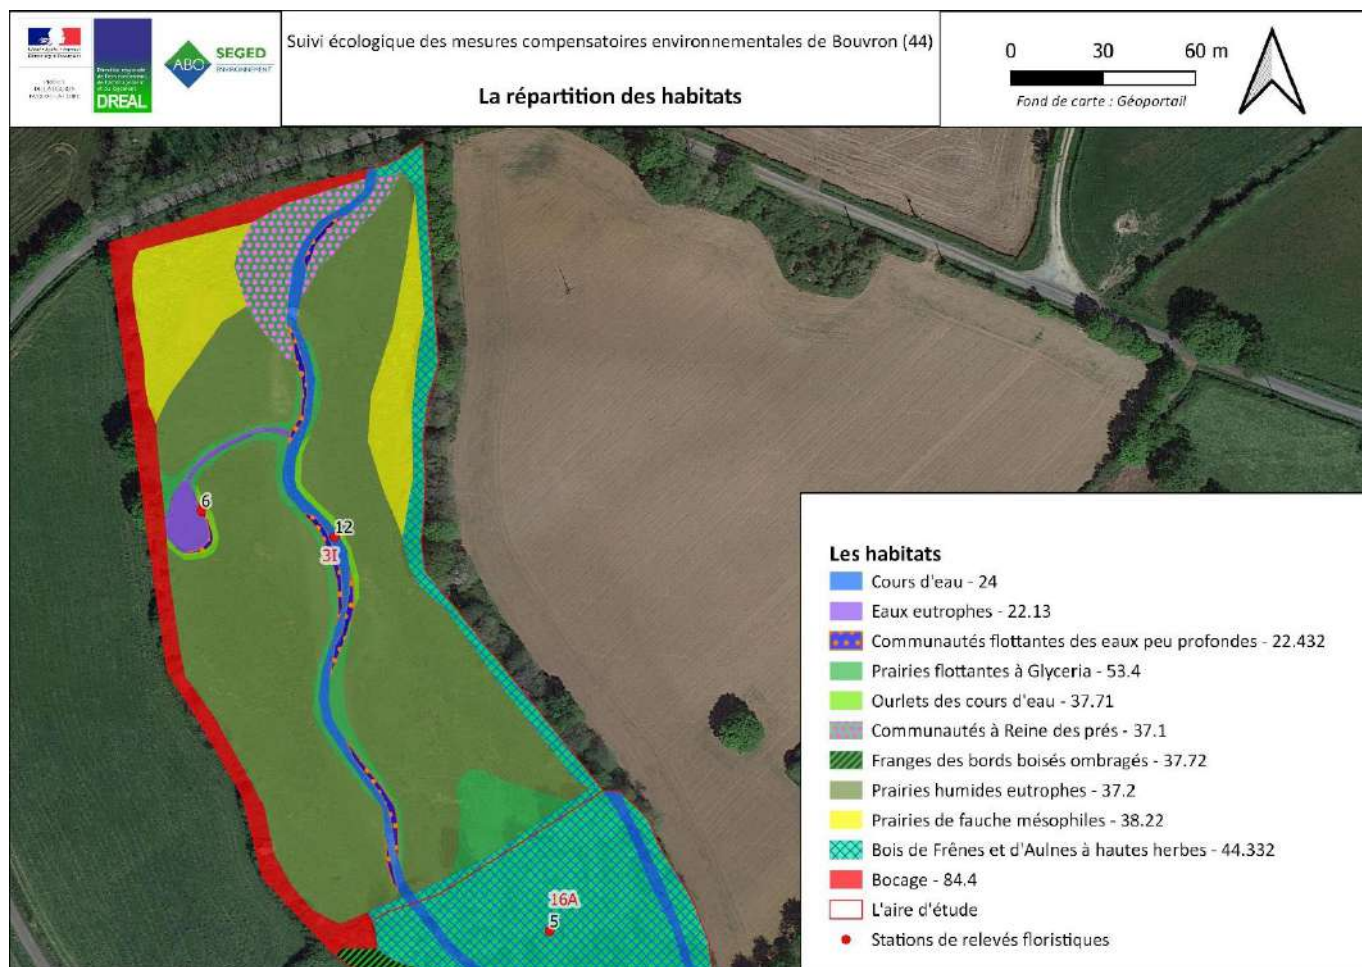 Suivi écologique des mesures compensatoires environnementales de Bouvron (44)
La répartition des habitats
DREAL
ABO
SEGED
ENVIRONNEMENT
0 30 60 m
Fond de carte : Géoportail
6
12
3I
16A
5
Les habitats
Cours d'eau - 24
Eaux eutrophes - 22.13
Communautés flottantes des eaux peu profondes - 22.432
Prairies flottantes à Glyceria - 53.4
Ourlets des cours d'eau - 37.71
Communautés à Reine des prés - 37.1
Franges des bords boisés ombragés - 37.72
Prairies humides eutrophes - 37.2
Prairies de fauche mésophiles - 38.22
Bois de Frênes et d'Aulnes à hautes herbes - 44.332
Bocage - 84.4
L'aire d'étude
Stations de relevés floristiques